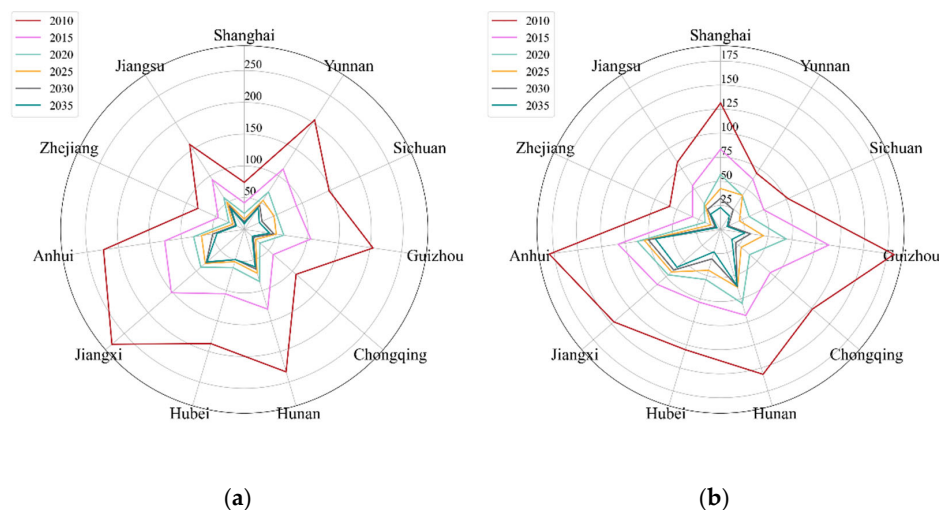 2010
2015
2020
2025
2030
2035
Shanghai
Yunnan
Sichuan
Guizhou
Chongqing
Hunan
Hubei
Jiangxi
Anhui
Zhejiang
Jiangsu
250
200
150
100
50
(a)
2010
2015
2020
2025
2030
2035
Shanghai
Yunnan
Sichuan
Guizhou
Chongqing
Hunan
Hubei
Jiangxi
Anhui
Zhejiang
Jiangsu
175
150
125
100
75
50
25
(b)